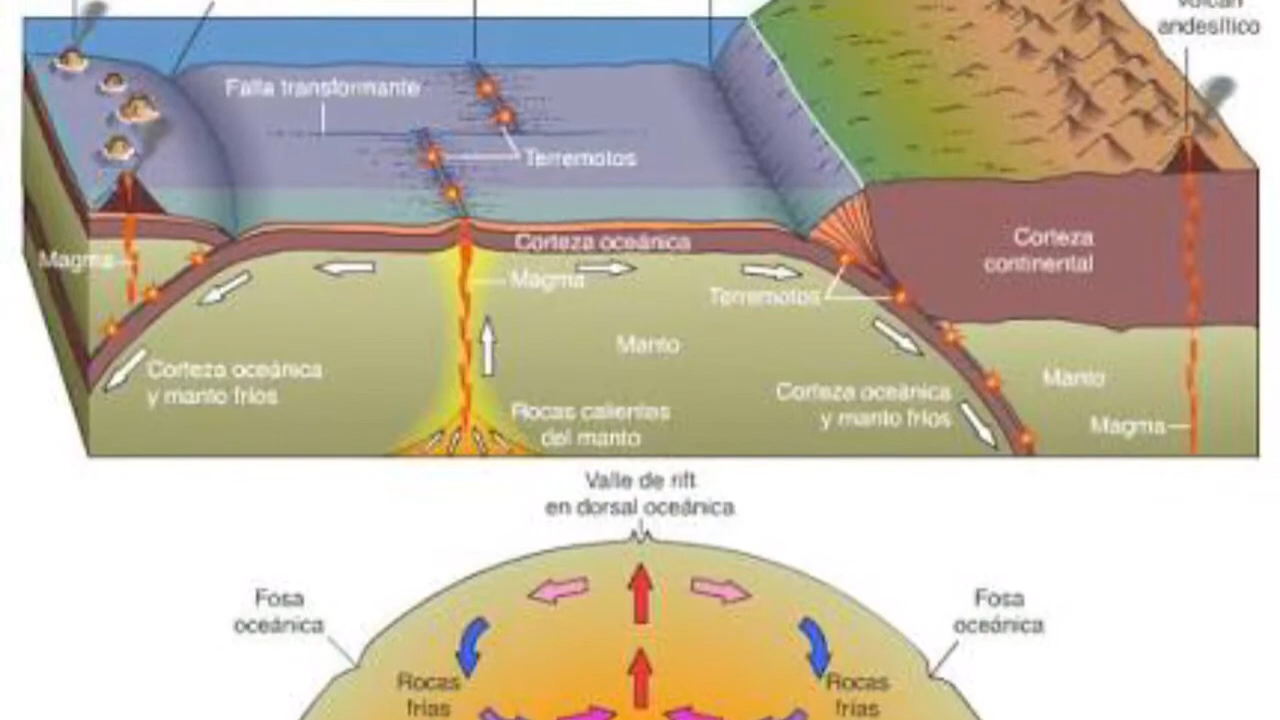 Volcán
andesítico
Falla transformante
Terremotos
Corteza oceánica
Corteza
continental
Magma
Magma
Terremotos
Manto
Corteza oceánica
y manto fríos
Corteza oceánica
y manto fríos
Manto
Rocas calientes
del manto
Magma
Valle de rift
en dorsal oceánica
Fosa
oceánica
Fosa
oceánica
Rocas
frías
Rocas
frías